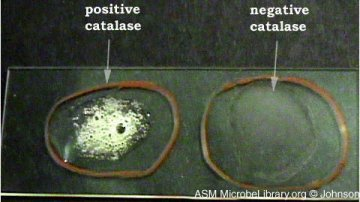 positive
catalase
negative
catalase
ASM MicrobeLibrary.org © Johnson